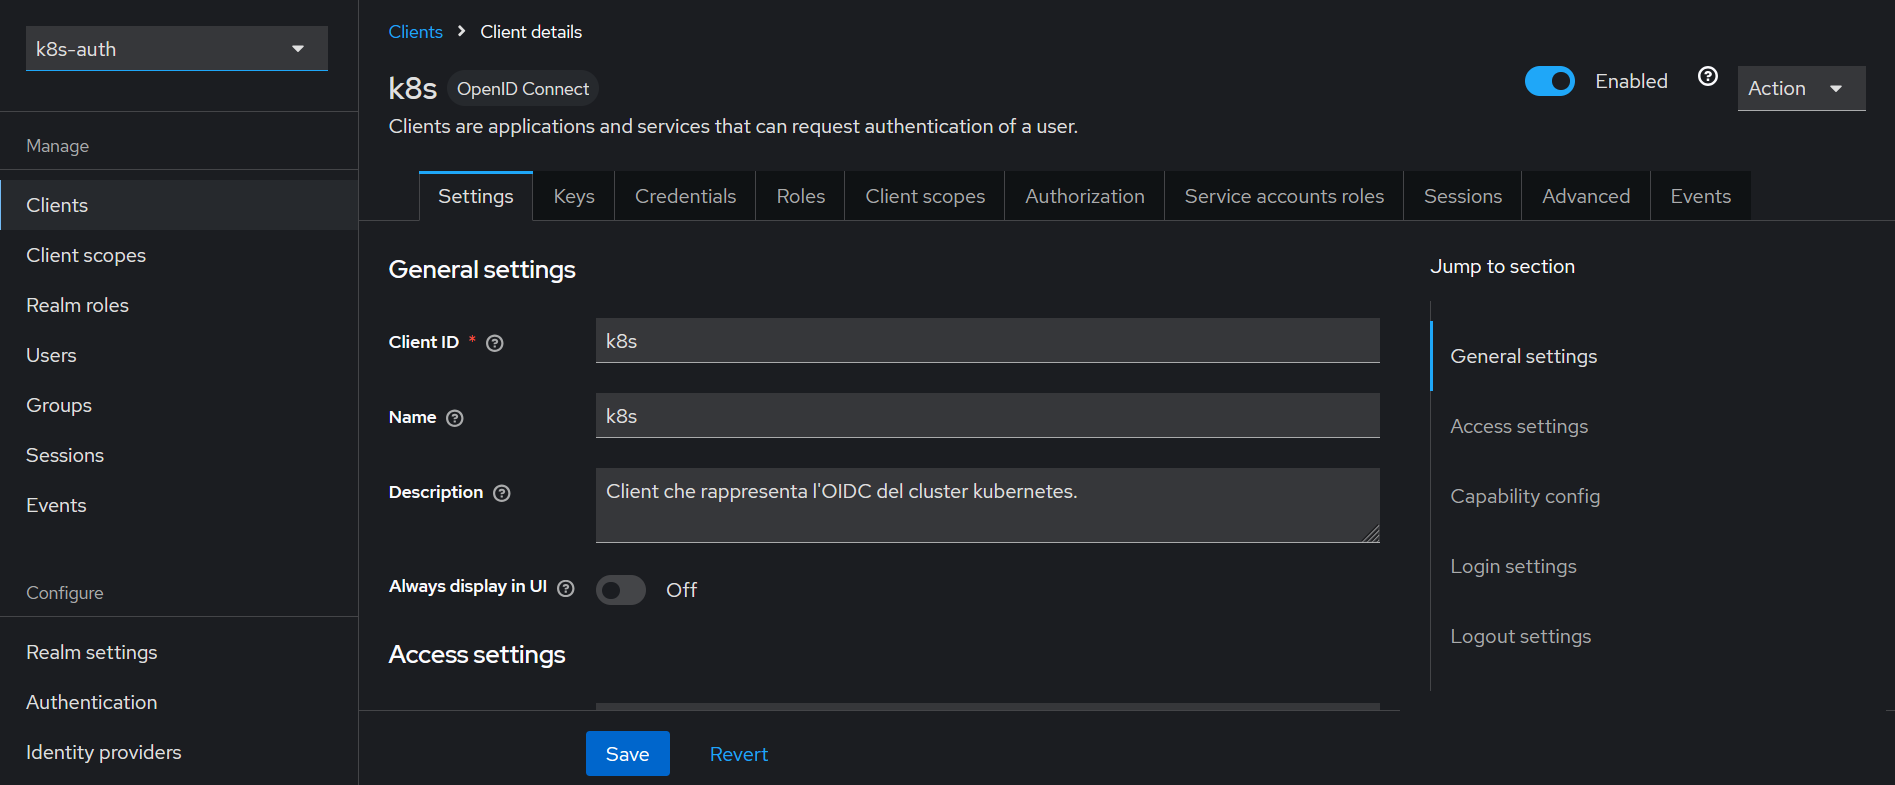 k8s-auth
Manage
Clients
Client scopes
Realm roles
Users
Groups
Sessions
Events
Configure
Realm settings
Authentication
Identity providers
Clients > Client details
k8s OpenID Connect
Enabled
Action
Clients are applications and services that can request authentication of a user.
Settings Keys Credentials Roles Client scopes Authorization Service accounts roles Sessions Advanced Events
General settings
Client ID * k8s
Name k8s
Description Client che rappresenta l'OIDC del cluster kubernetes.
Always display in UI Off
Access settings
Save Revert
Jump to section
General settings
Access settings
Capability config
Login settings
Logout settings